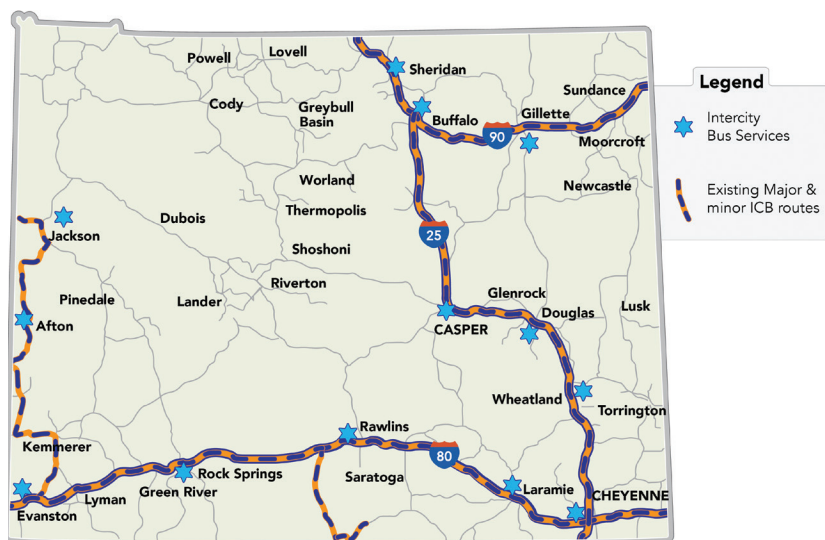 Powell
Lovell
Sheridan
Cody
Greybull
Basin
Buffalo
90
Gillette
Sundance
Moorcroft
Worland
Newcastle
Thermopolis
Dubois
Jackson
25
Shoshoni
Riverton
Pinedale
Lander
Glenrock
Douglas
Lusk
Afton
CASPER
Wheatland
Torrington
Kemmerer
Rawlins
80
Rock Springs
Saratoga
Green River
Lyman
Evanston
Laramie
CHEYENNE
Legend
Intercity
Bus Services
Existing Major &
minor ICB routes